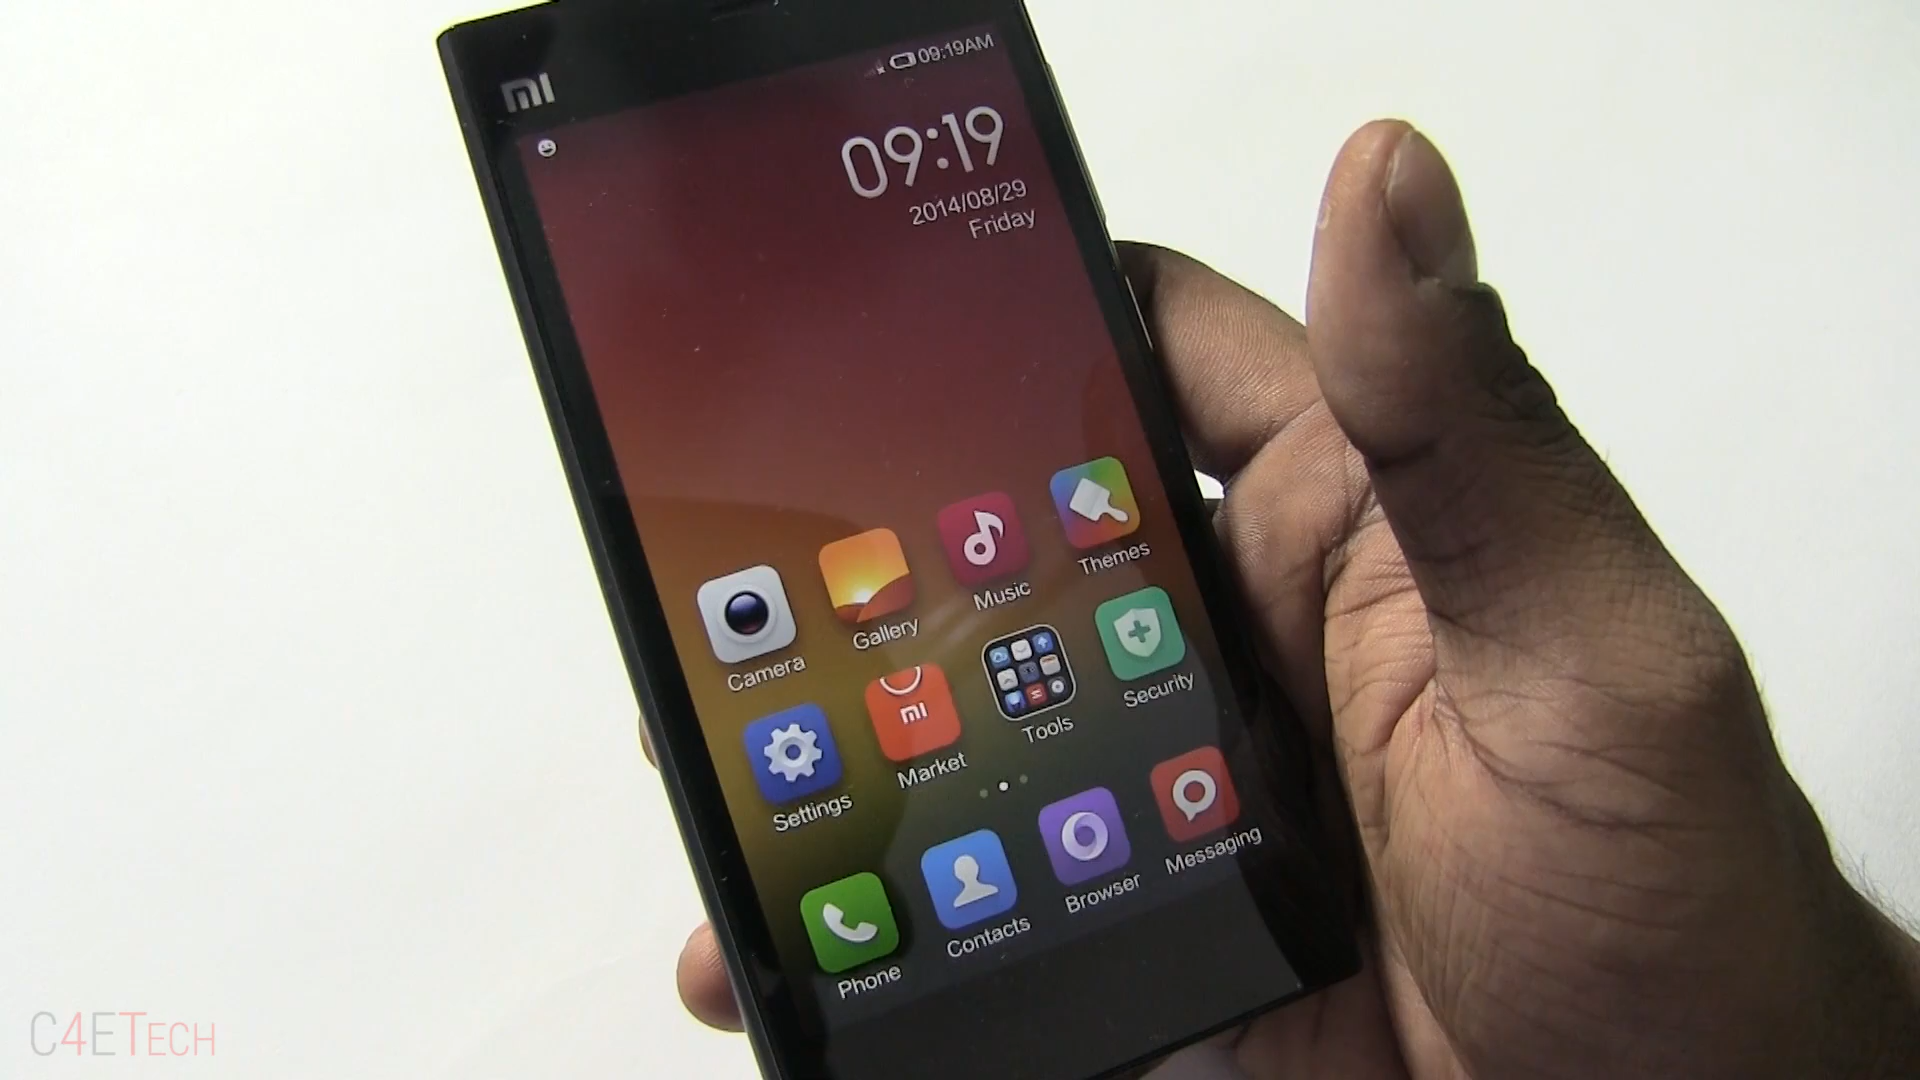 mi
09:19AM
09:19
2014/08/29
Friday
Camera
Gallery
Music
Themes
Settings
mi
Market
Tools
Security
Phone
Contacts
Browser
Messaging
C4ETECH